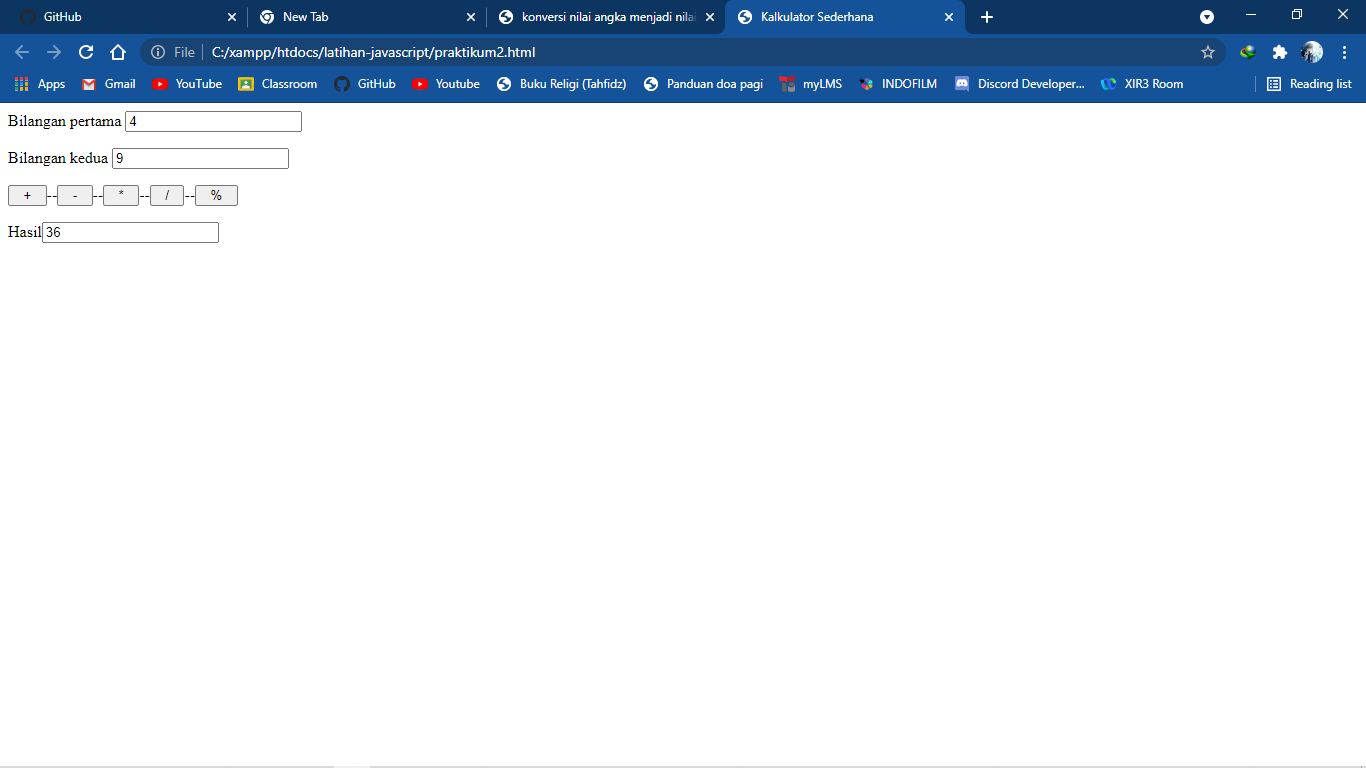 GitHub New Tab konversi nilai angka menjadi nilai Kalkulator Sederhana
File C:/xampp/htdocs/latihan-javascript/praktikum2.html
Apps Gmail YouTube Classroom GitHub Youtube Buku Religi (Tahfidz) Panduan doa pagi myLMS INDOFILM Discord Developer... XIR3 Room Reading list
Bilangan pertama 4
Bilangan kedua 9
+ -- - -- * -- / -- %
Hasil 36